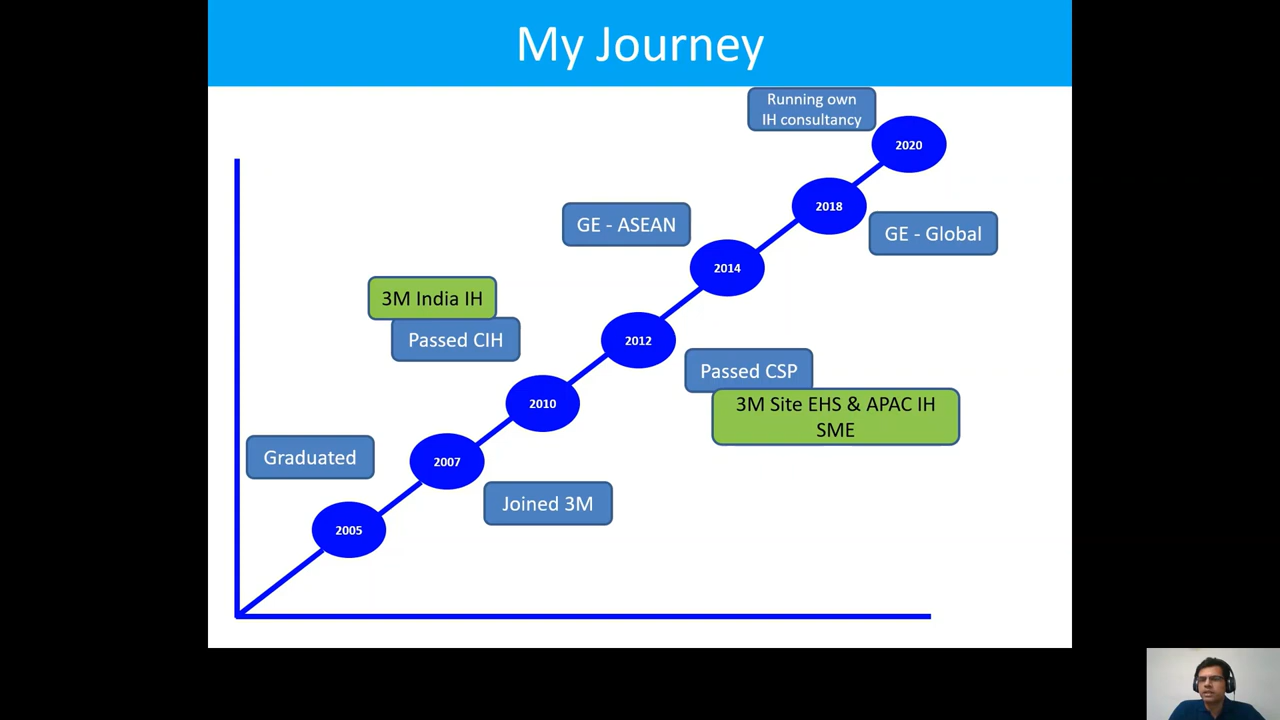 My Journey
Running own
IH consultancy
2020
2018
GE - ASEAN
GE - Global
2014
3M India IH
Passed CIH
2012
Passed CSP
3M Site EHS & APAC IH
SME
2010
Graduated
2007
Joined 3M
2005